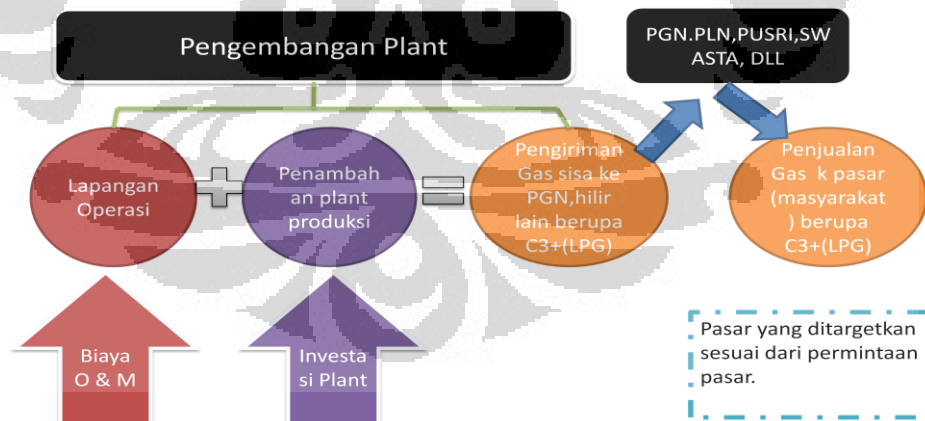 Pengembangan Plant
PGN.PLN,PUSRI,SW
ASTA, DLL
Lapangan
Operasi
Penambah
an plant
produksi
Pengiriman
Gas sisa ke
PGN,hilir
lain berupa
C3+(LPG)
Penjualan
Gas k pasar
(masyarakat
) berupa
C3+(LPG)
Biaya
O & M
Investa
si Plant
Pasar yang ditargetkan
sesuai dari permintaan
pasar.